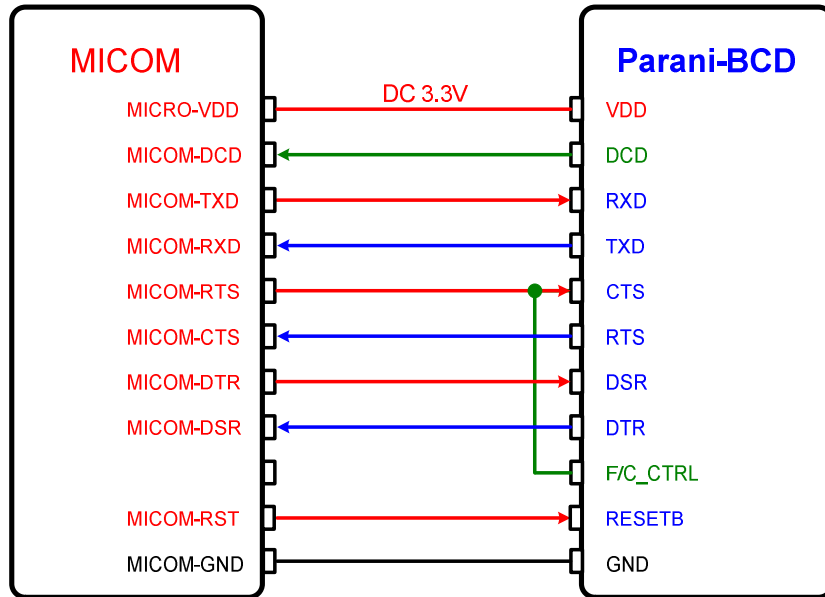 MICOM
Parani-BCD
DC 3.3V
MICRO-VDD
VDD
MICOM-DCD
DCD
MICOM-TXD
RXD
MICOM-RXD
TXD
MICOM-RTS
CTS
MICOM-CTS
RTS
MICOM-DTR
DSR
MICOM-DSR
DTR
F/C_CTRL
MICOM-RST
RESETB
MICOM-GND
GND